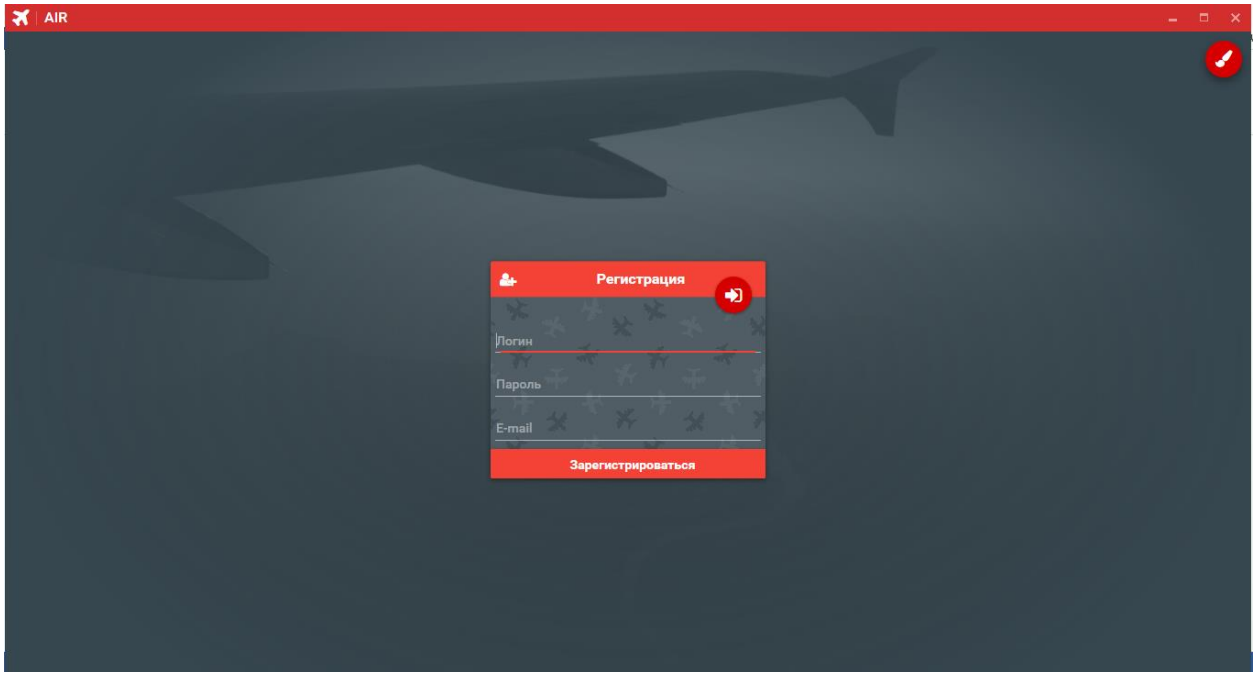 AIR
Регистрация
Логин
Пароль
E-mail
Зарегистрироваться